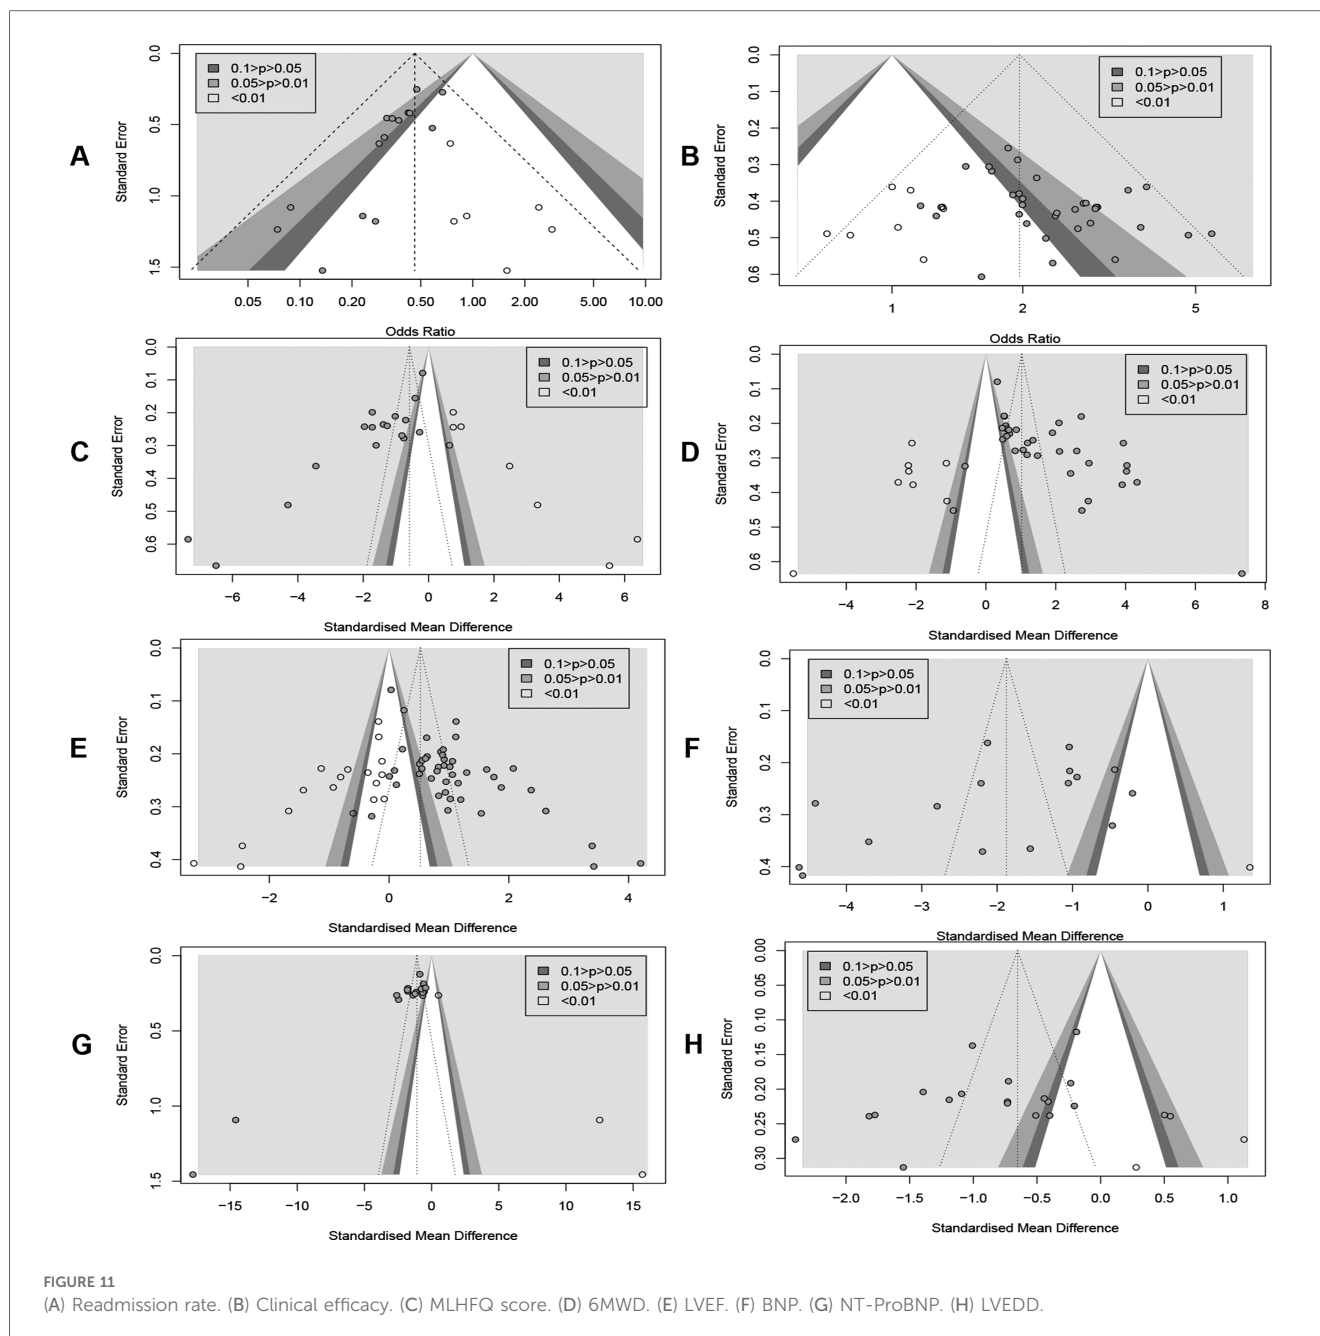 A
0.0
0.5
1.0
1.5
Standard Error
0.1>p>0.05
0.05>p>0.01
<0.01
0.05 0.10 0.20 0.50 1.00 2.00 5.00 10.00
Odds Ratio
B
0.0
0.1
0.2
0.3
0.4
0.5
0.6
Standard Error
0.1>p>0.05
0.05>p>0.01
<0.01
1 2 5
Odds Ratio
C
0.0
0.1
0.2
0.3
0.4
0.5
0.6
Standard Error
0.1>p>0.05
0.05>p>0.01
<0.01
−6 −4 −2 0 2 4 6
Standardised Mean Difference
D
0.0
0.1
0.2
0.3
0.4
0.5
0.6
Standard Error
0.1>p>0.05
0.05>p>0.01
<0.01
−4 −2 0 2 4 6 8
Standardised Mean Difference
E
0.0
0.1
0.2
0.3
0.4
Standard Error
0.1>p>0.05
0.05>p>0.01
<0.01
−2 0 2 4
Standardised Mean Difference
F
0.0
0.1
0.2
0.3
0.4
Standard Error
0.1>p>0.05
0.05>p>0.01
<0.01
−4 −3 −2 −1 0 1
Standardised Mean Difference
G
0.0
0.5
1.0
1.5
Standard Error
0.1>p>0.05
0.05>p>0.01
<0.01
−15 −10 −5 0 5 10 15
Standardised Mean Difference
H
0.00
0.05
0.10
0.15
0.20
0.25
0.30
Standard Error
0.1>p>0.05
0.05>p>0.01
<0.01
−2.0 −1.5 −1.0 −0.5 0.0 0.5 1.0
Standardised Mean Difference
FIGURE 11
(A) Readmission rate. (B) Clinical efficacy. (C) MLHFQ score. (D) 6MWD. (E) LVEF. (F) BNP. (G) NT-ProBNP. (H) LVEDD.